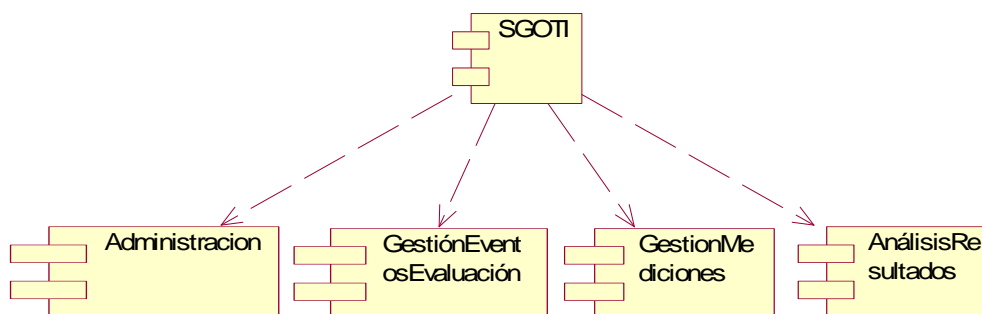 SGOTI
Administracion
GestiónEvent
osEvaluación
GestionMe
diciones
AnálisisRe
sultados